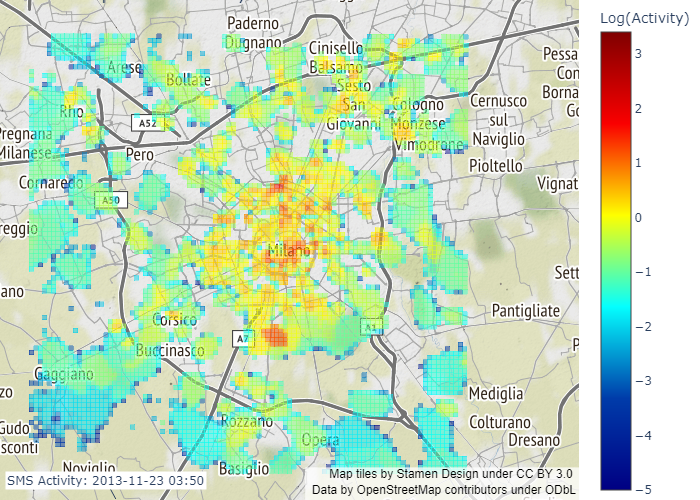 Log(Activity)
Paderno
Dugnano
Cinisello
Balsamo
Pessa
Con
Borna
Go
Arese
Bollate
Sesto
San
Giovanni
Cologno
Monzese
Cernusco
sul
Naviglio
Rho
A52
Vimodrone
Pregnana
Milanese
Pero
Pioltello
Cornaredo
A50
Vignat
reggio
Milano
Sett
ano
Pantigliate
Corsico
A7
A1
Buccinasco
P
Gaggiano
zzo
Mediglia
Gudo
sconti
Rozzano
Opera
Colturano
Dresano
Noviglio
Basiglio
SMS Activity: 2013-11-23 03:50
Map tiles by Stamen Design under CC BY 3.0
Data by OpenStreetMap contributors under ODbL
3
2
1
0
−1
−2
−3
−4
−5